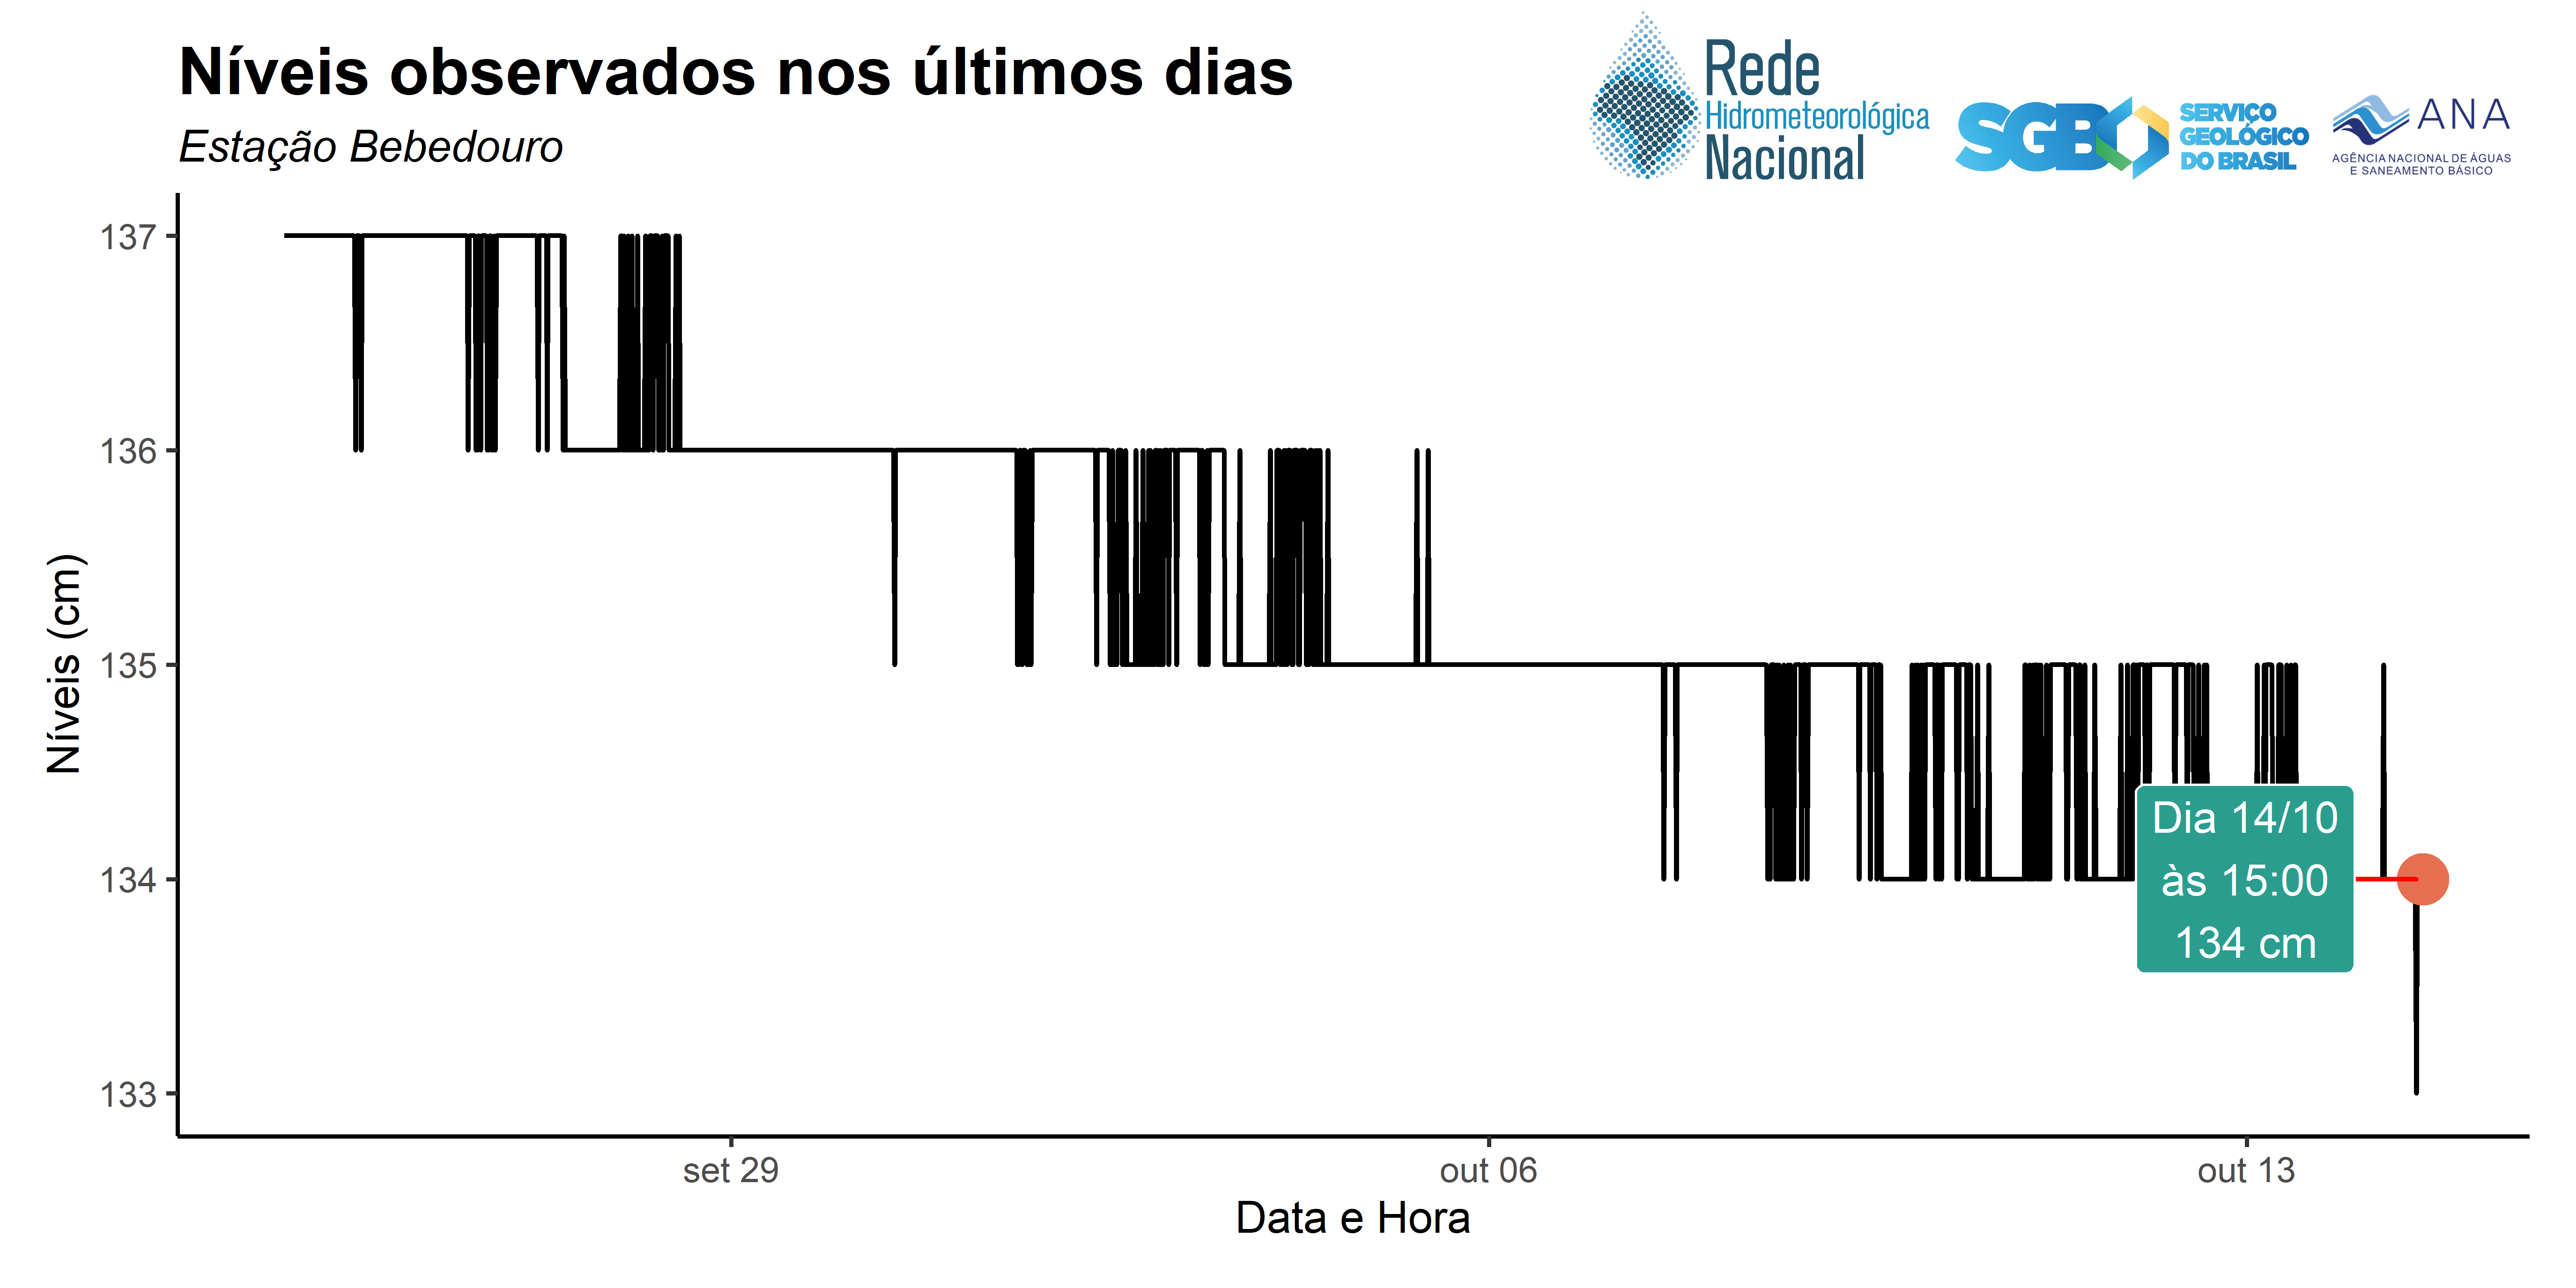 Níveis observados nos últimos dias
Estação Bebedouro
Rede
Hidrometeorológica
Nacional
SGB
SERVIÇO
GEOLÓGICO
DO BRASIL
ANA
AGÊNCIA NACIONAL DE ÁGUAS
E SANEAMENTO BÁSICO
Níveis (cm)
137
136
135
134
133
Dia 14/10
às 15:00
134 cm
set 29
out 06
out 13
Data e Hora